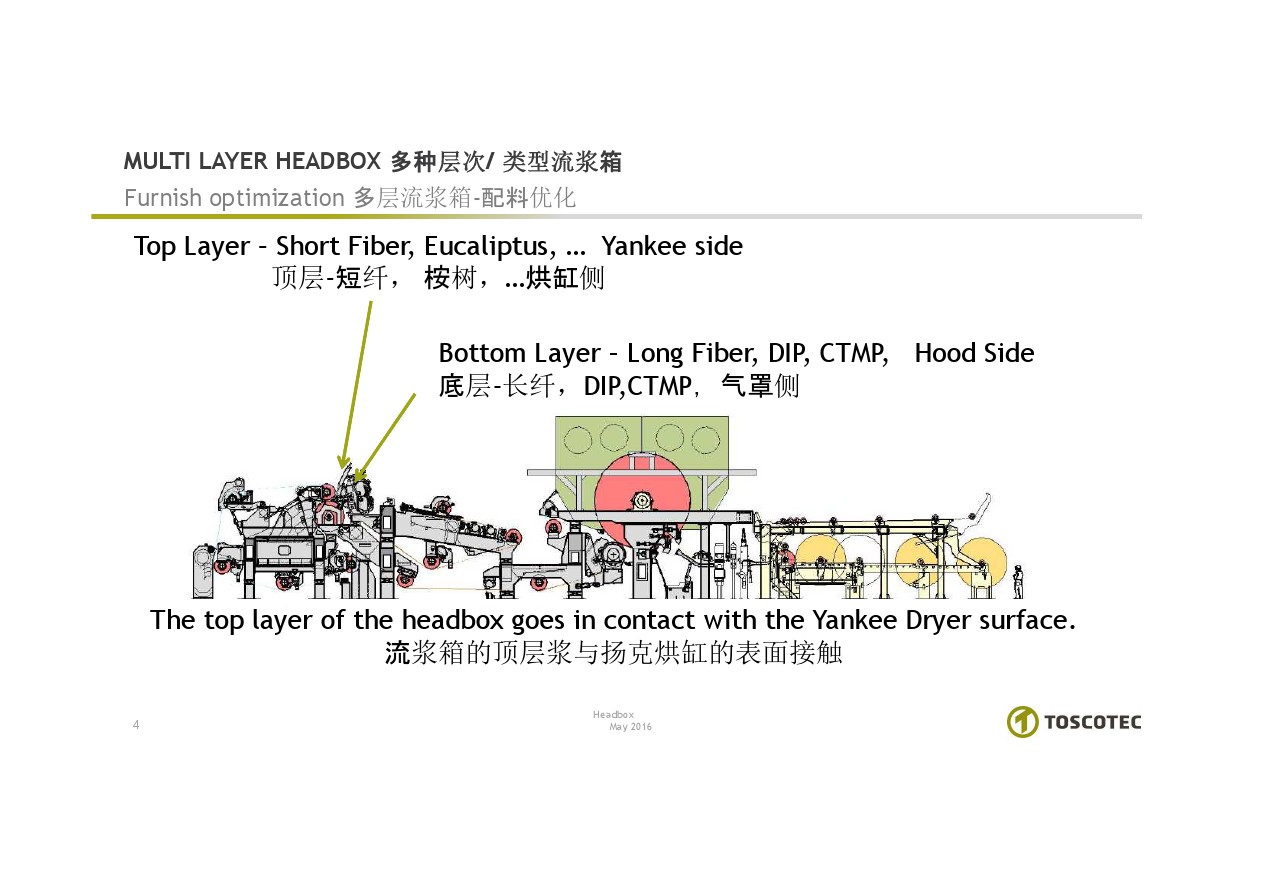 MULTI LAYER HEADBOX 多种层次/ 类型流浆箱
Furnish optimization 多层流浆箱-配料优化
Top Layer – Short Fiber, Eucaliptus, … Yankee side
顶层-短纤， 桉树，…烘缸侧
Bottom Layer – Long Fiber, DIP, CTMP, Hood Side
底层-长纤，DIP,CTMP， 气罩侧
The top layer of the headbox goes in contact with the Yankee Dryer surface.
流浆箱的顶层浆与扬克烘缸的表面接触
4
Headbox
May 2016
TOSCOTEC